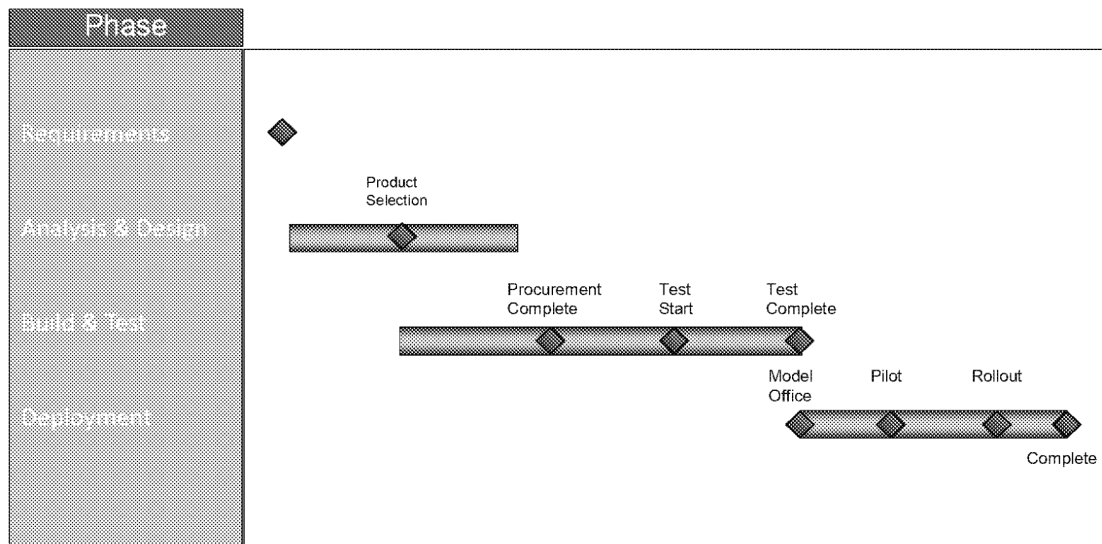 Phase
Requirements
Product
Selection
Analysis & Design
Procurement
Complete
Test
Start
Test
Complete
Build & Test
Model
Office
Pilot
Rollout
Deployment
Complete